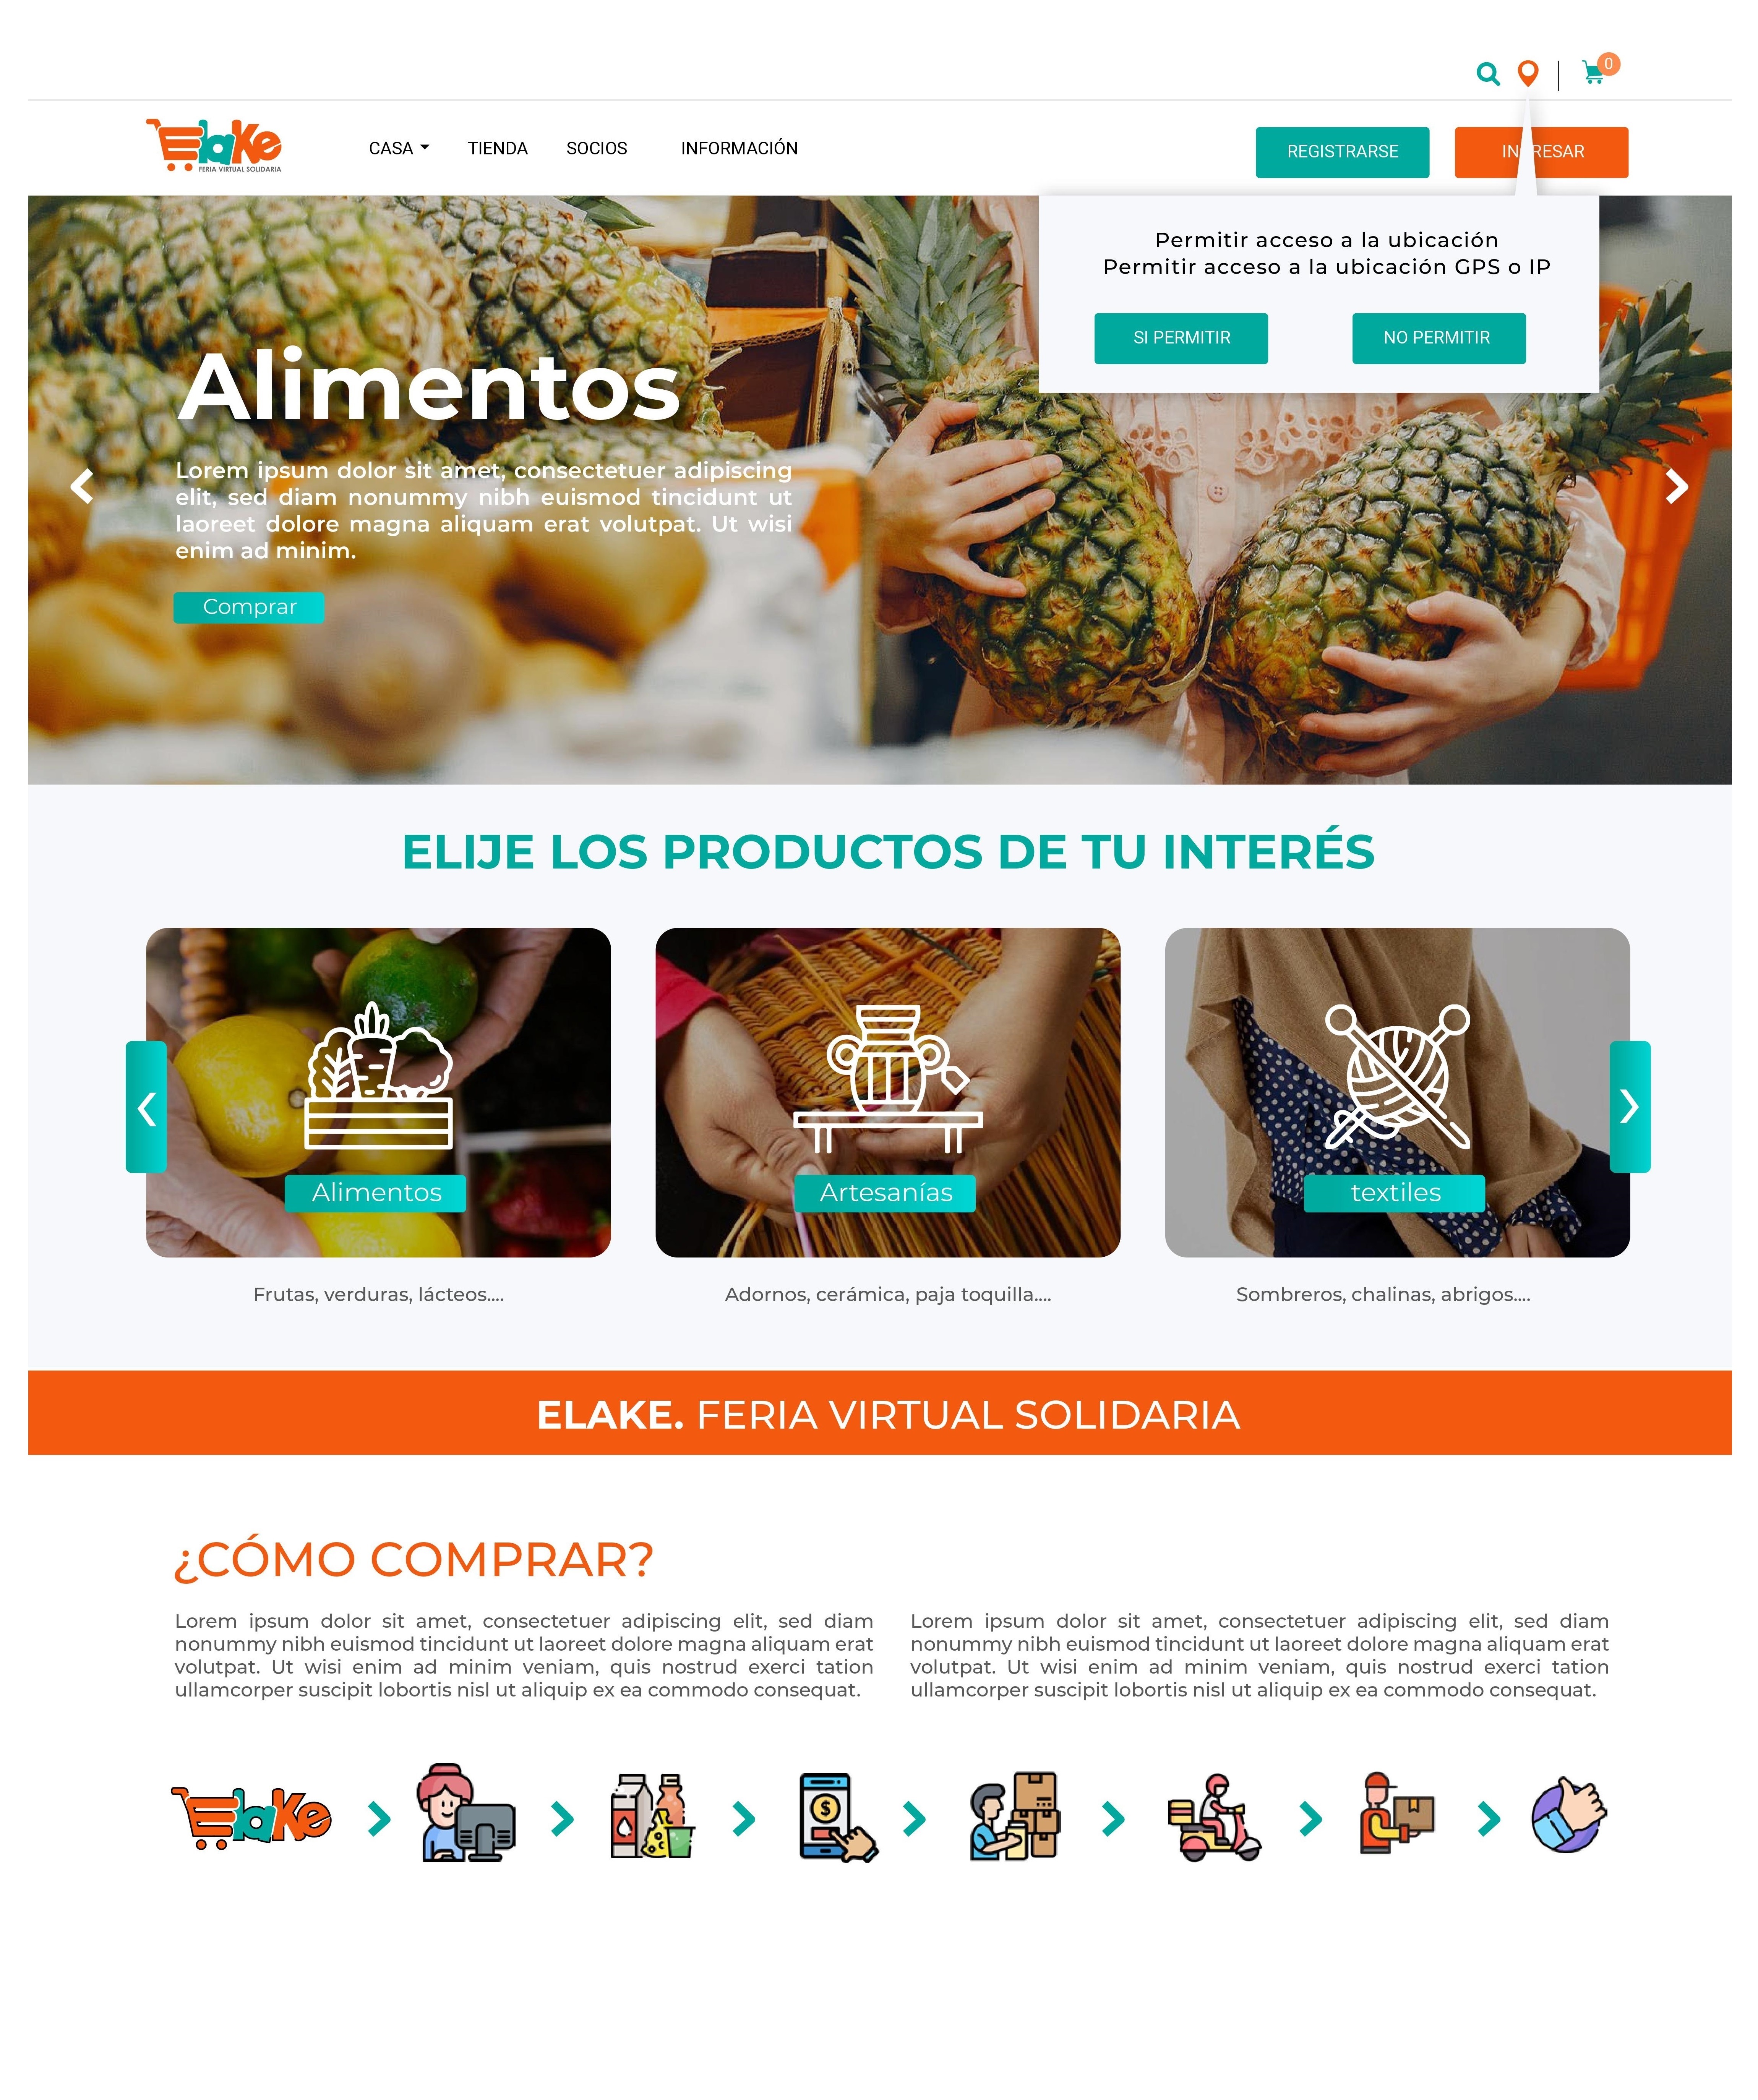 0
Elake
FERIA VIRTUAL SOLIDARIA
CASA TIENDA SOCIOS INFORMACIÓN
REGISTRARSE
Permitir acceso a la ubicación
Permitir acceso a la ubicación GPS o IP
SI PERMITIR NO PERMITIR
Alimentos
Lorem ipsum dolor sit amet, consectetuer adipiscing
elit, sed diam nonummy nibh euismod tincidunt ut
laoreet dolore magna aliquam erat volutpat. Ut wisi
enim ad minim.
Comprar
ELIJE LOS PRODUCTOS DE TU INTERÉS
Alimentos
Artesanías
textiles
Frutas, verduras, lácteos....
Adornos, cerámica, paja toquilla....
Sombreros, chalinas, abrigos....
ELAKE. FERIA VIRTUAL SOLIDARIA
¿CÓMO COMPRAR?
Lorem ipsum dolor sit amet, consectetuer adipiscing elit, sed diam
nonummy nibh euismod tincidunt ut laoreet dolore magna aliquam erat
volutpat. Ut wisi enim ad minim veniam, quis nostrud exerci tation
ullamcorper suscipit lobortis nisl ut aliquip ex ea commodo consequat.
Lorem ipsum dolor sit amet, consectetuer adipiscing elit, sed diam
nonummy nibh euismod tincidunt ut laoreet dolore magna aliquam erat
volutpat. Ut wisi enim ad minim veniam, quis nostrud exerci tation
ullamcorper suscipit lobortis nisl ut aliquip ex ea commodo consequat.
Elake
$